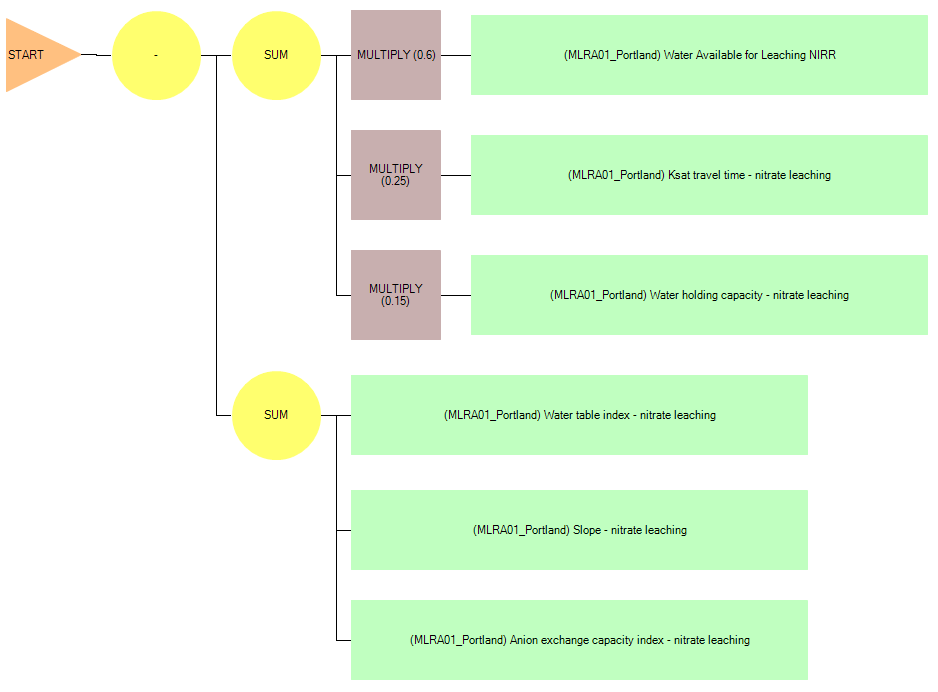 START
-
SUM
MULTIPLY (0.6)
(MLRA01_Portland) Water Available for Leaching NIRR
MULTIPLY
(0.25)
(MLRA01_Portland) Ksat travel time - nitrate leaching
MULTIPLY
(0.15)
(MLRA01_Portland) Water holding capacity - nitrate leaching
SUM
(MLRA01_Portland) Water table index - nitrate leaching
(MLRA01_Portland) Slope - nitrate leaching
(MLRA01_Portland) Anion exchange capacity index - nitrate leaching